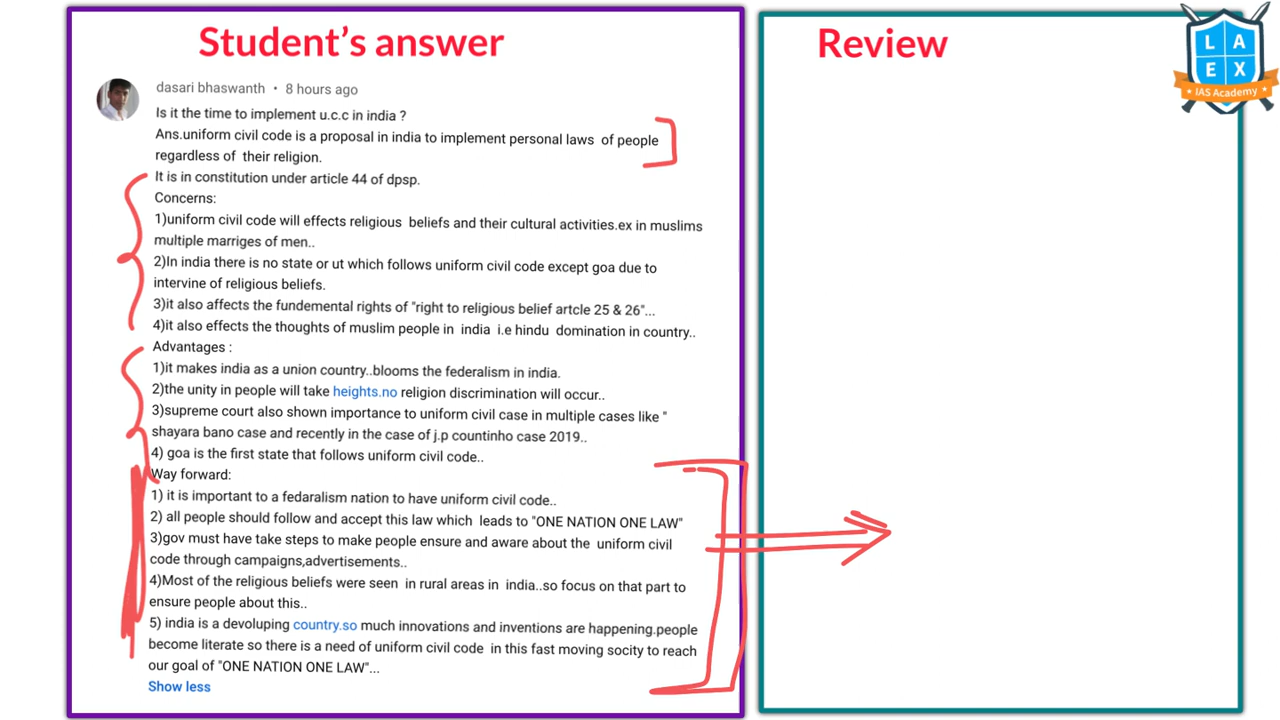 Student's answer
Review
L A
E X
IAS Academy
dasari bhaswanth • 8 hours ago
Is it the time to implement u.c.c in india ?
Ans.uniform civil code is a proposal in india to implement personal laws of people
regardless of their religion.
It is in constitution under article 44 of dpsp.
Concerns:
1)uniform civil code will effects religious beliefs and their cultural activities.ex in muslims
multiple marriges of men..
2)In india there is no state or ut which follows uniform civil code except goa due to
intervine of religious beliefs.
3)it also affects the fundemental rights of "right to religious belief artcle 25 & 26"...
4)it also effects the thoughts of muslim people in india i.e hindu domination in country..
Advantages :
1)it makes india as a union country..blooms the federalism in india.
2)the unity in people will take heights.no religion discrimination will occur..
3)supreme court also shown importance to uniform civil case in multiple cases like "
shayara bano case and recently in the case of j.p countinho case 2019..
4) goa is the first state that follows uniform civil code..
Way forward:
1) it is important to a fedaralism nation to have uniform civil code..
2) all people should follow and accept this law which leads to "ONE NATION ONE LAW"
3)gov must have take steps to make people ensure and aware about the uniform civil
code through campaigns,advertisements..
4)Most of the religious beliefs were seen in rural areas in india..so focus on that part to
ensure people about this..
5) india is a devoluping country.so much innovations and inventions are happening.people
become literate so there is a need of uniform civil code in this fast moving socity to reach
our goal of "ONE NATION ONE LAW"...
Show less